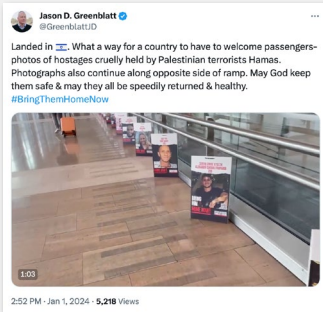 Jason D. Greenblatt
@GreenblattJD
Landed in 🇮🇱. What a way for a country to have to welcome passengers-
photos of hostages cruelly held by Palestinian terrorists Hamas.
Photographs also continue along opposite side of ramp. May God keep
them safe & may they all be speedily returned & healthy.
#BringThemHomeNow
1:03
2:52 PM · Jan 1, 2024 · 5,218 Views